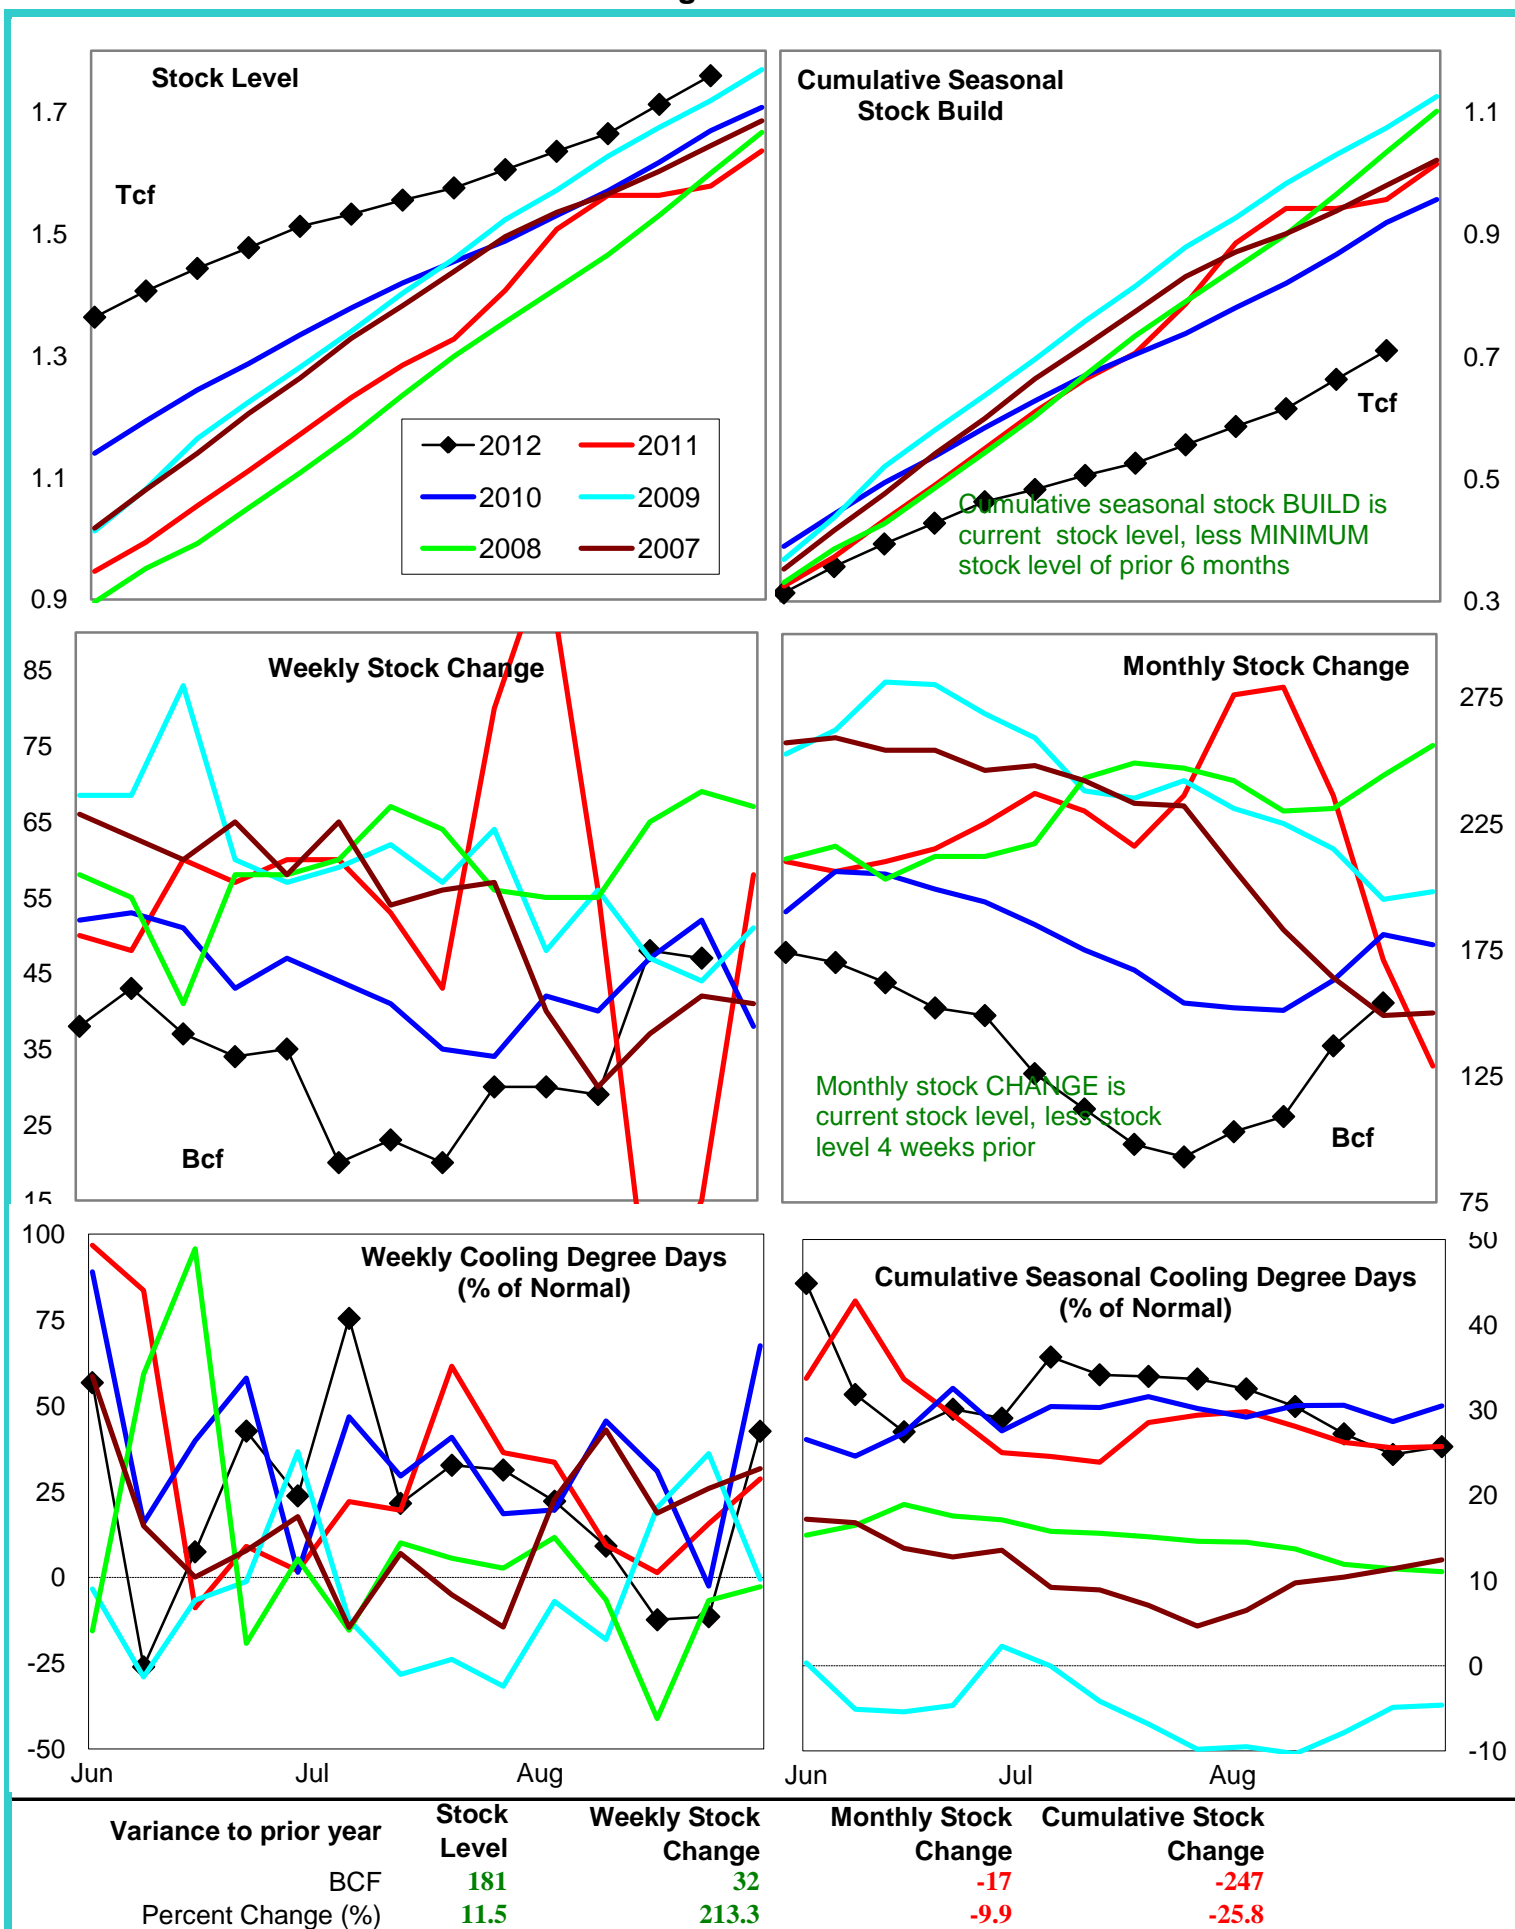 Stock Level
Tcf
1.7
1.5
1.3
1.1
0.9
2012
2011
2010
2009
2008
2007
Cumulative Seasonal
Stock Build
1.1
0.9
0.7
0.5
0.3
Tcf
Cumulative seasonal stock BUILD is
current stock level, less MINIMUM
stock level of prior 6 months
Weekly Stock Change
85
75
65
55
45
35
25
15
Bcf
Monthly Stock Change
275
225
175
125
75
Monthly stock CHANGE is
current stock level, less stock
level 4 weeks prior
Bcf
Weekly Cooling Degree Days
(% of Normal)
100
75
50
25
0
-25
-50
Jun Jul Aug
Cumulative Seasonal Cooling Degree Days
(% of Normal)
50
40
30
20
10
0
-10
Jun Jul Aug
Variance to prior year Stock Level Weekly Stock Change Monthly Stock Change Cumulative Stock Change
BCF 181 32 -17 -247
Percent Change (%) 11.5 213.3 -9.9 -25.8